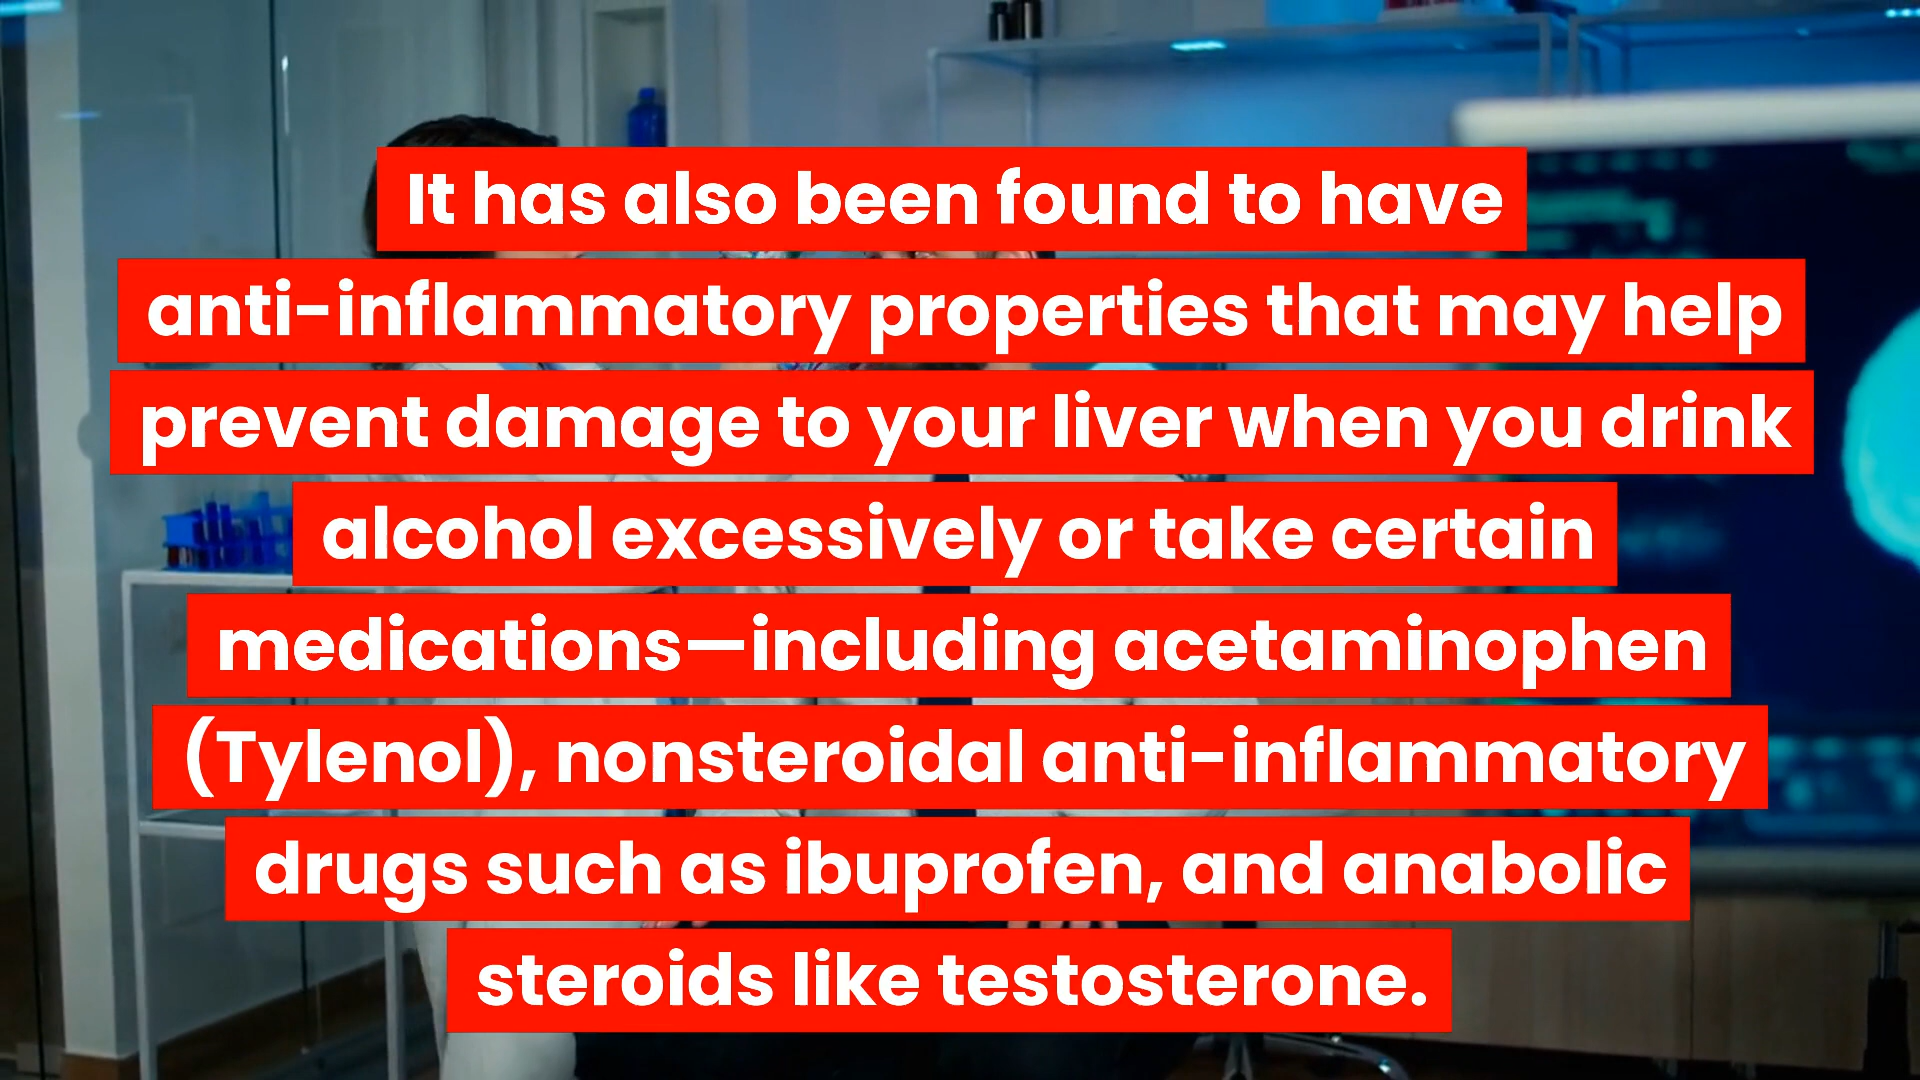 It has also been found to have
anti-inflammatory properties that may help
prevent damage to your liver when you drink
alcohol excessively or take certain
medications—including acetaminophen
(Tylenol), nonsteroidal anti-inflammatory
drugs such as ibuprofen, and anabolic
steroids like testosterone.